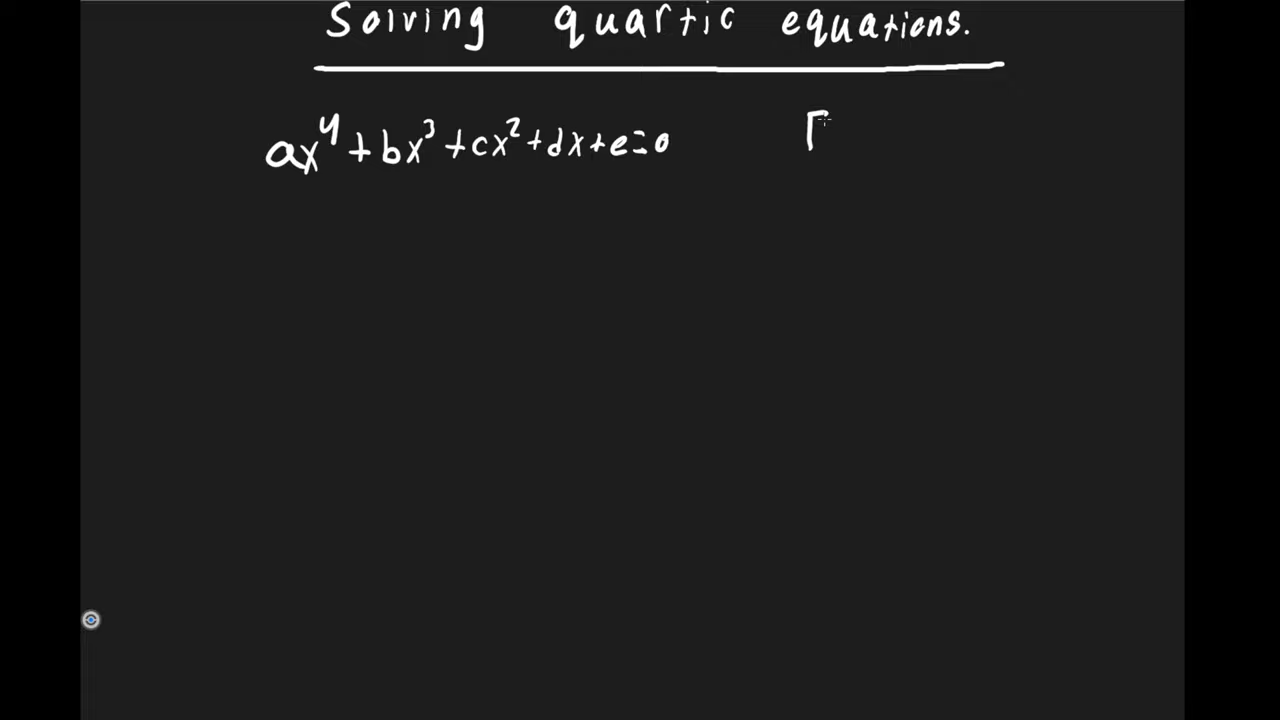 Solving quartic equations.
ax⁴+bx³+cx²+dx+e=0